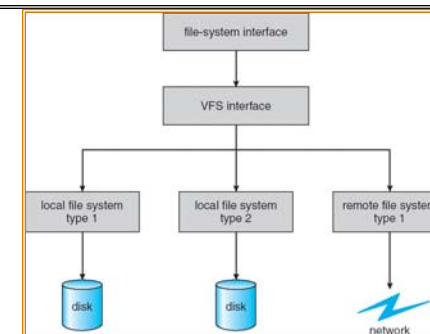 file-system interface
VFS interface
local file system
type 1
local file system
type 2
remote file system
type 1
disk
disk
network